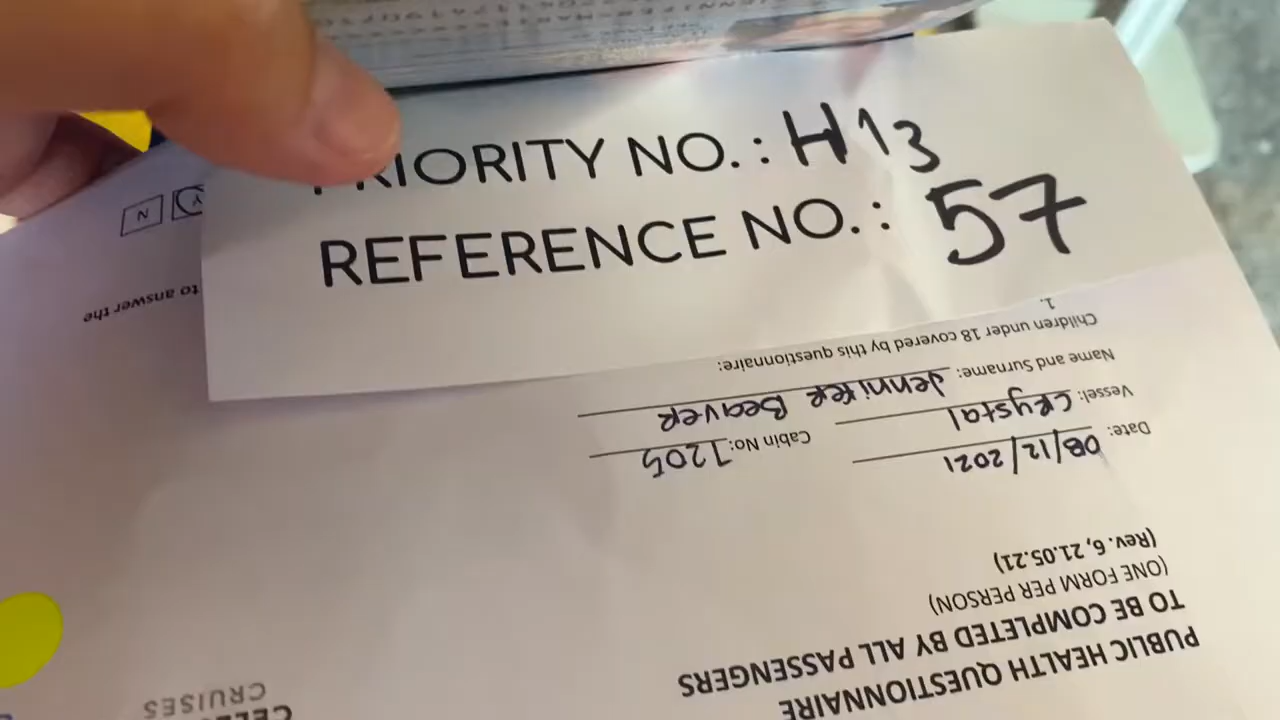 PRIORITY NO.: H13
REFERENCE NO.: 57
CRUISES
PUBLIC HEALTH QUESTIONNAIRE
TO BE COMPLETED BY ALL PASSENGERS
(ONE FORM PER PERSON)
(Rev. 6, 21.05.21)
Date: 08/12/2021 Cabin No: 1205
Vessel: Crystal
Name and Surname: Jennifer Beaver
Children under 18 covered by this questionnaire:
1.
to answer the
Y N